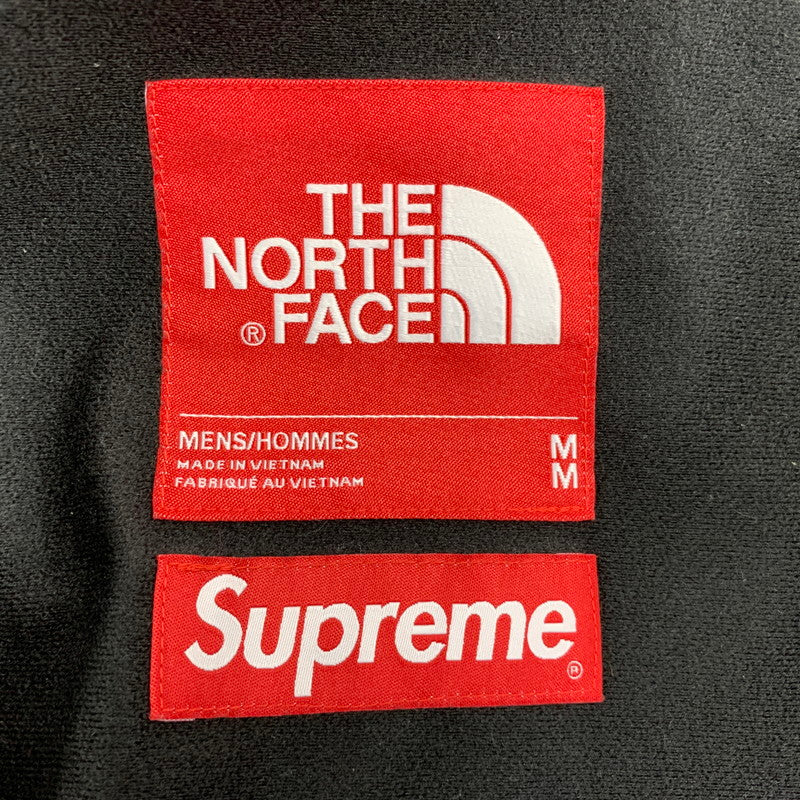 THE
NORTH
® FACE
MENS/HOMMES M
MADE IN VIETNAM
FABRIQUÉ AU VIETNAM M
Supreme ®